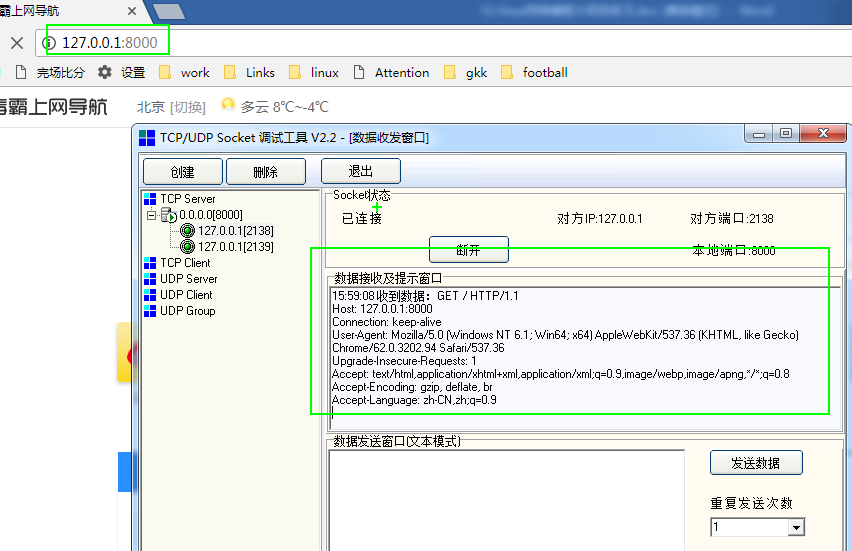 霸上网导航
127.0.0.1:8000
完场比分 设置 work Links linux Attention gkk football
毒霸上网导航 北京 [切换] 多云 8℃~-4℃
TCP/UDP Socket 调试工具 V2.2 - [数据收发窗口]
创建 删除 退出
TCP Server
0.0.0.0[8000]
127.0.0.1[2138]
127.0.0.1[2139]
TCP Client
UDP Server
UDP Client
UDP Group
Socket状态
已连接 对方IP:127.0.0.1 对方端口:2138
断开 本地端口:8000
数据接收及提示窗口
15:59:08 收到数据：GET / HTTP/1.1
Host: 127.0.0.1:8000
Connection: keep-alive
User-Agent: Mozilla/5.0 (Windows NT 6.1; Win64; x64) AppleWebKit/537.36 (KHTML, like Gecko)
Chrome/62.0.3202.94 Safari/537.36
Upgrade-Insecure-Requests: 1
Accept: text/html,application/xhtml+xml,application/xml;q=0.9,image/webp,image/apng,*/*;q=0.8
Accept-Encoding: gzip, deflate, br
Accept-Language: zh-CN,zh;q=0.9
数据发送窗口(文本模式)
发送数据
重复发送次数
1